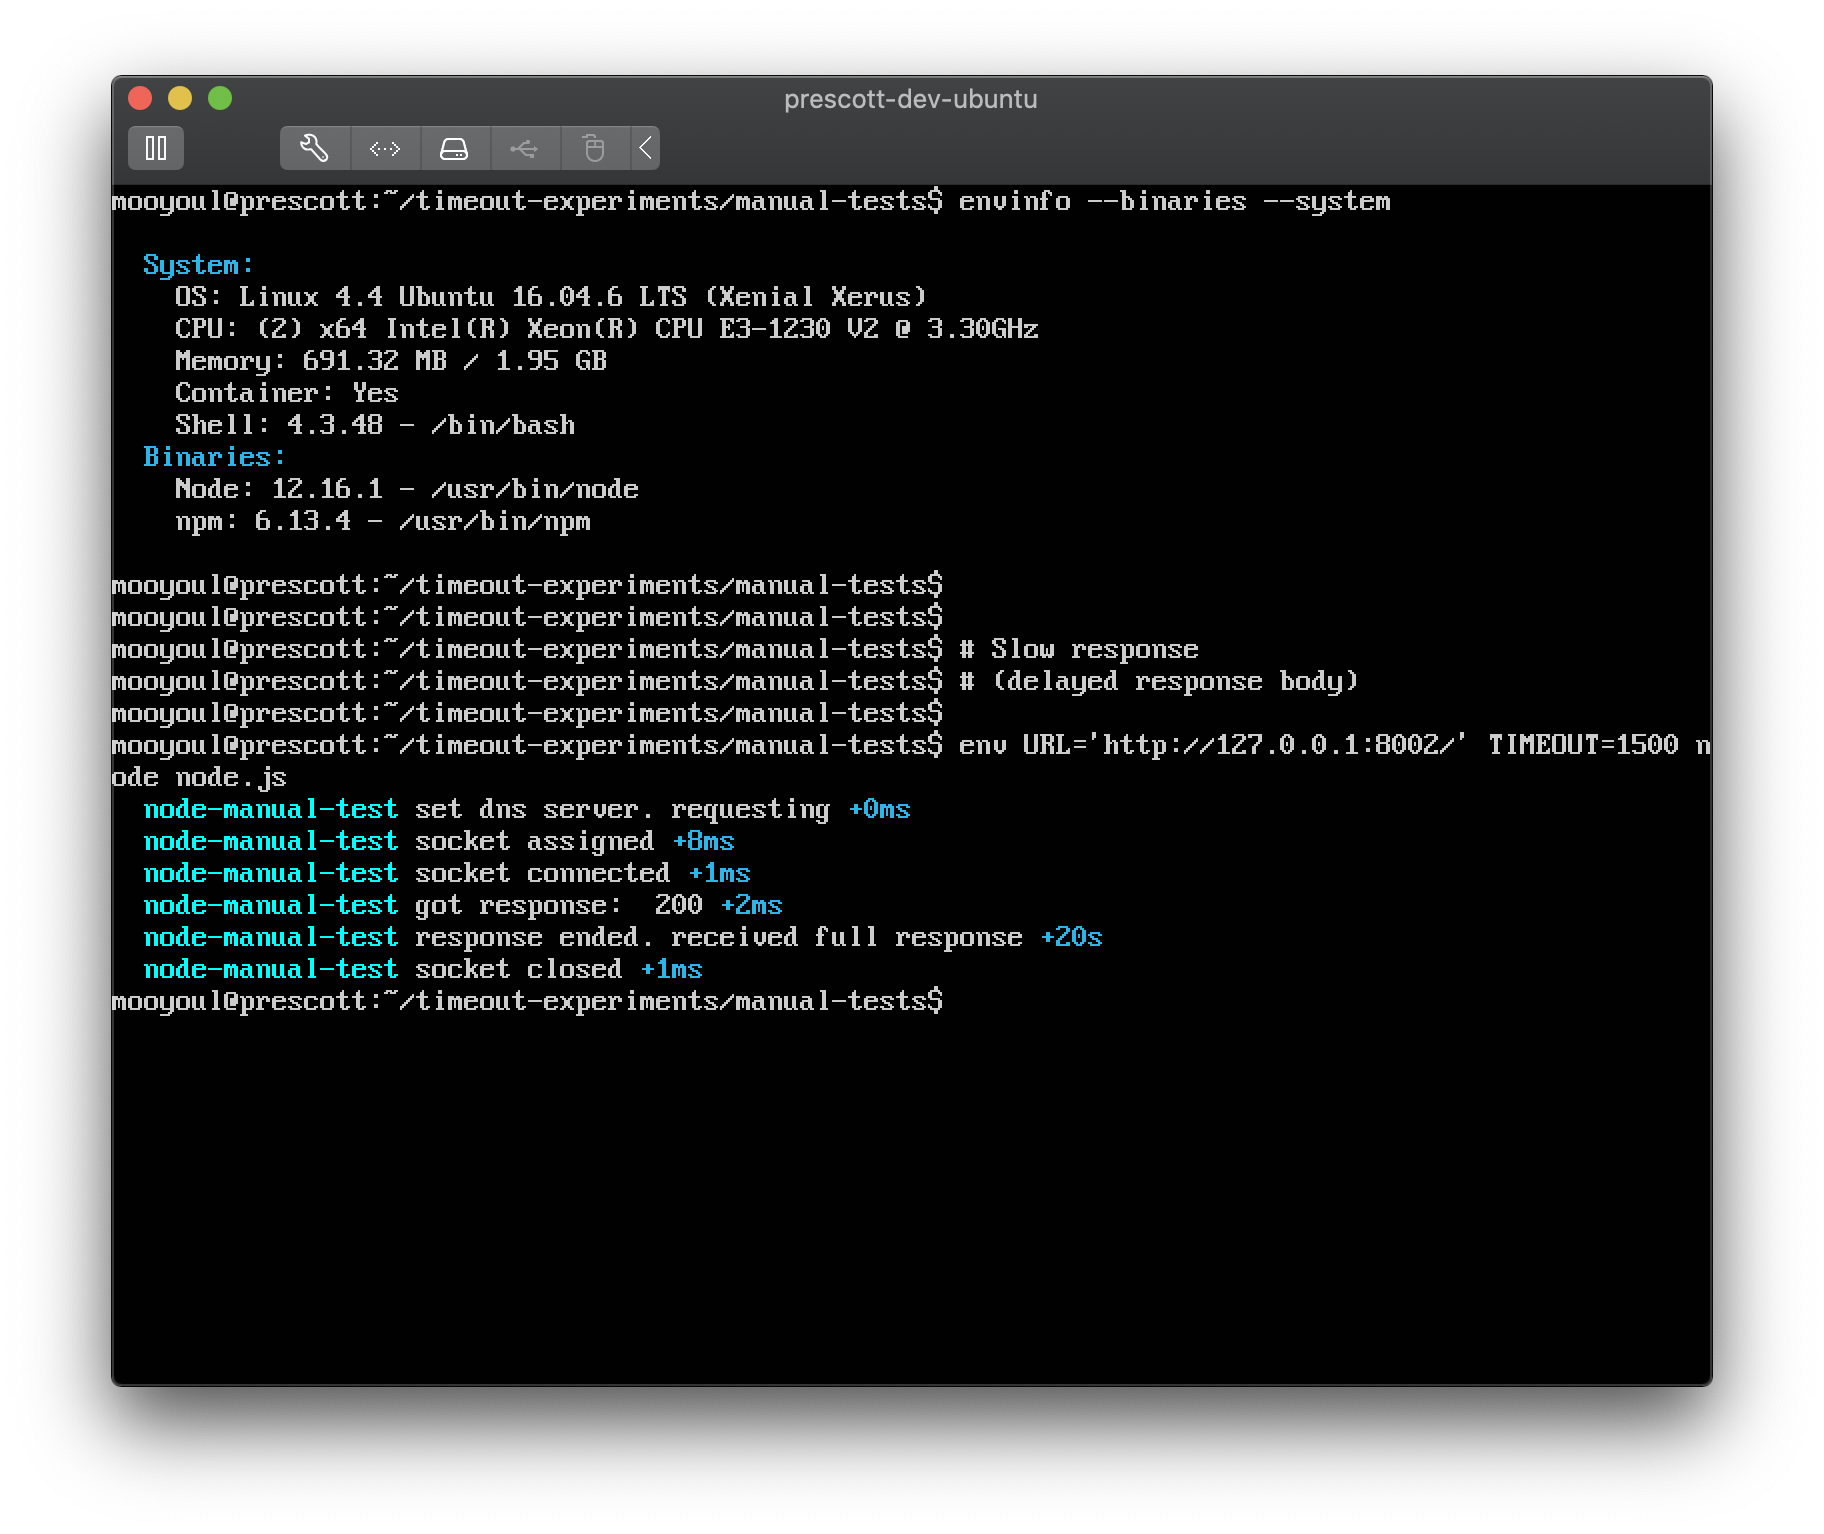 prescott-dev-ubuntu
mooyoul@prescott:~/timeout-experiments/manual-tests$ envinfo --binaries --system
System:
OS: Linux 4.4 Ubuntu 16.04.6 LTS (Xenial Xerus)
CPU: (2) x64 Intel(R) Xeon(R) CPU E3-1230 V2 @ 3.30GHz
Memory: 691.32 MB / 1.95 GB
Container: Yes
Shell: 4.3.48 - /bin/bash
Binaries:
Node: 12.16.1 - /usr/bin/node
npm: 6.13.4 - /usr/bin/npm
mooyoul@prescott:~/timeout-experiments/manual-tests$
mooyoul@prescott:~/timeout-experiments/manual-tests$
mooyoul@prescott:~/timeout-experiments/manual-tests$ # Slow response
mooyoul@prescott:~/timeout-experiments/manual-tests$ # (delayed response body)
mooyoul@prescott:~/timeout-experiments/manual-tests$
mooyoul@prescott:~/timeout-experiments/manual-tests$ env URL='http://127.0.0.1:8002/' TIMEOUT=1500 n
ode node.js
node-manual-test set dns server. requesting +0ms
node-manual-test socket assigned +8ms
node-manual-test socket connected +1ms
node-manual-test got response:  200 +2ms
node-manual-test response ended. received full response +20s
node-manual-test socket closed +1ms
mooyoul@prescott:~/timeout-experiments/manual-tests$